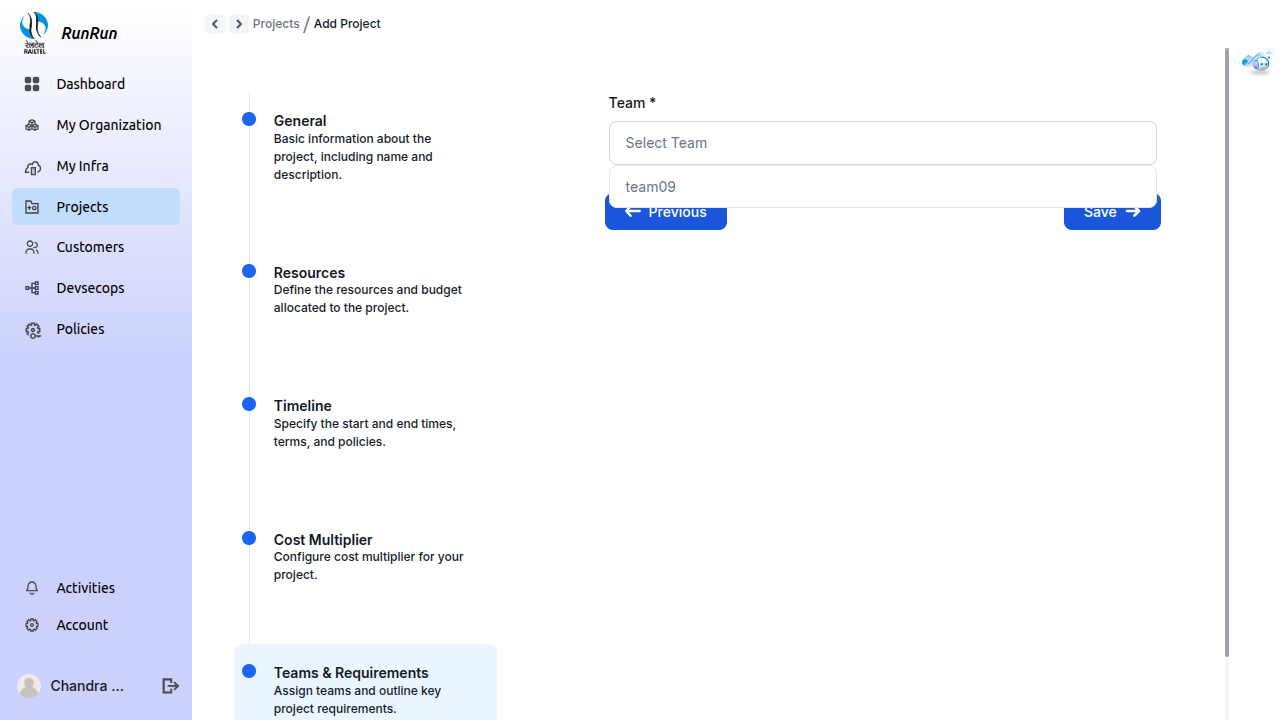 रेलटेल
RAILTEL
RunRun
Dashboard
My Organization
My Infra
Projects
Customers
Devsecops
Policies
Activities
Account
Chandra ...
Projects / Add Project
General
Basic information about the
project, including name and
description.
Resources
Define the resources and budget
allocated to the project.
Timeline
Specify the start and end times,
terms, and policies.
Cost Multiplier
Configure cost multiplier for your
project.
Teams & Requirements
Assign teams and outline key
project requirements.
Team *
Select Team
team09
Previous
Save